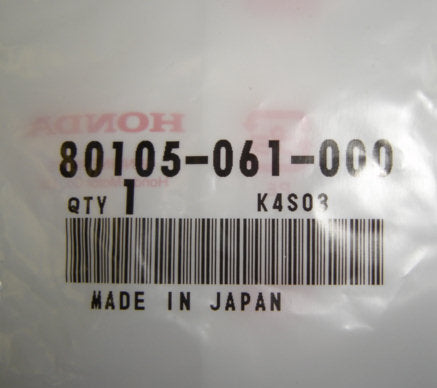 HONDA
80105-061-000
QTY 1 K4S03
MADE IN JAPAN